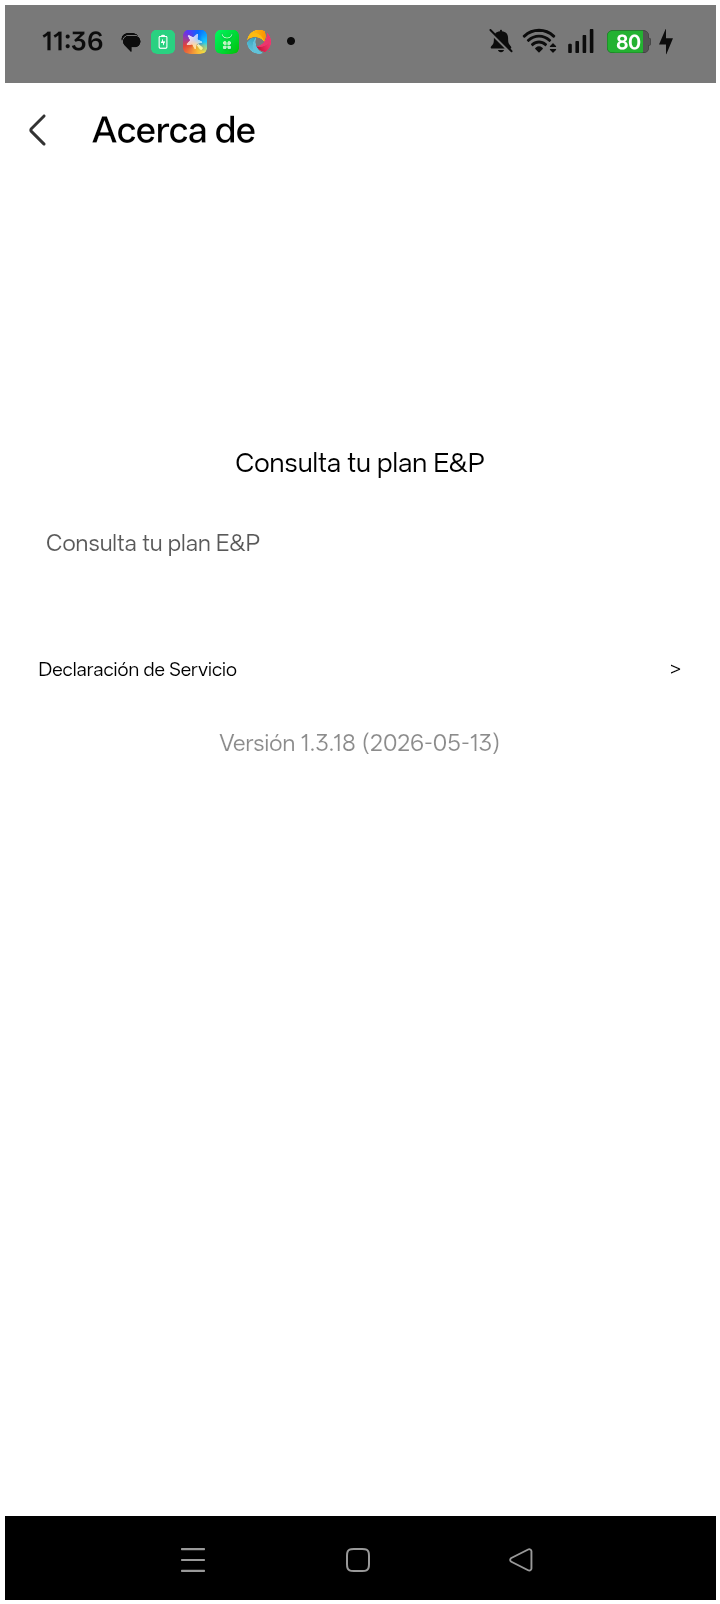 11:36
80
Acerca de
Consulta tu plan E&P
Consulta tu plan E&P
Declaración de Servicio >
Versión 1.3.18 (2026-05-13)